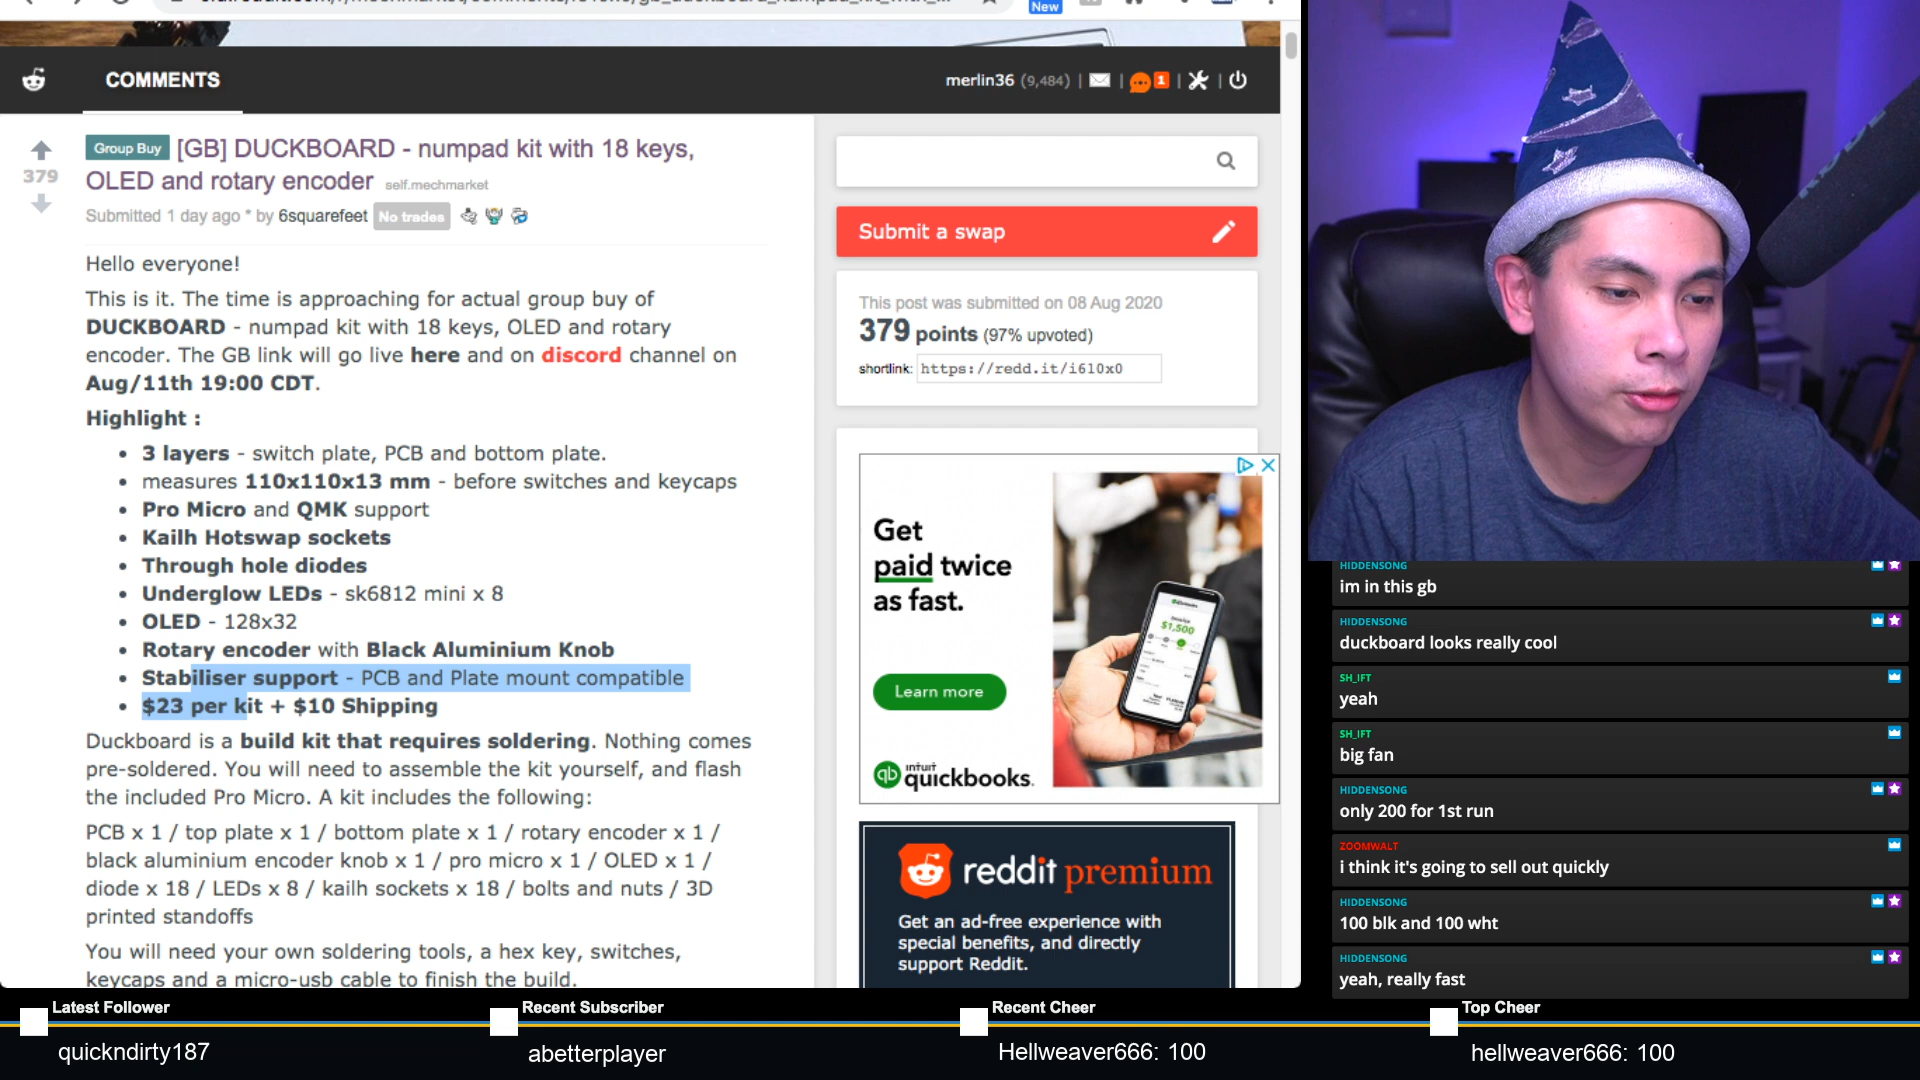 New
COMMENTS
merlin36 (9,484) | | 1 | |
379
Group Buy [GB] DUCKBOARD - numpad kit with 18 keys,
OLED and rotary encoder self.mechmarket
Submitted 1 day ago * by 6squarefeet No trades
Hello everyone!
This is it. The time is approaching for actual group buy of
DUCKBOARD - numpad kit with 18 keys, OLED and rotary
encoder. The GB link will go live here and on discord channel on
Aug/11th 19:00 CDT.
Highlight :
• 3 layers - switch plate, PCB and bottom plate.
• measures 110x110x13 mm - before switches and keycaps
• Pro Micro and QMK support
• Kailh Hotswap sockets
• Through hole diodes
• Underglow LEDs - sk6812 mini x 8
• OLED - 128x32
• Rotary encoder with Black Aluminium Knob
• Stabiliser support - PCB and Plate mount compatible
• $23 per kit + $10 Shipping
Duckboard is a build kit that requires soldering. Nothing comes
pre-soldered. You will need to assemble the kit yourself, and flash
the included Pro Micro. A kit includes the following:
PCB x 1 / top plate x 1 / bottom plate x 1 / rotary encoder x 1 /
black aluminium encoder knob x 1 / pro micro x 1 / OLED x 1 /
diode x 18 / LEDs x 8 / kailh sockets x 18 / bolts and nuts / 3D
printed standoffs
You will need your own soldering tools, a hex key, switches,
keycaps and a micro-usb cable to finish the build.
Submit a swap
This post was submitted on 08 Aug 2020
379 points (97% upvoted)
shortlink: https://redd.it/i610x0
Get
paid twice
as fast.
Learn more
qb intuit
quickbooks.
$1,500
reddit premium
Get an ad-free experience with
special benefits, and directly
support Reddit.
HIDDENSONG
im in this gb
HIDDENSONG
duckboard looks really cool
SH_IFT
yeah
SH_IFT
big fan
HIDDENSONG
only 200 for 1st run
ZOOMWALT
i think it's going to sell out quickly
HIDDENSONG
100 blk and 100 wht
HIDDENSONG
yeah, really fast
Latest Follower
quickndirty187
Recent Subscriber
abetterplayer
Recent Cheer
Hellweaver666: 100
Top Cheer
hellweaver666: 100